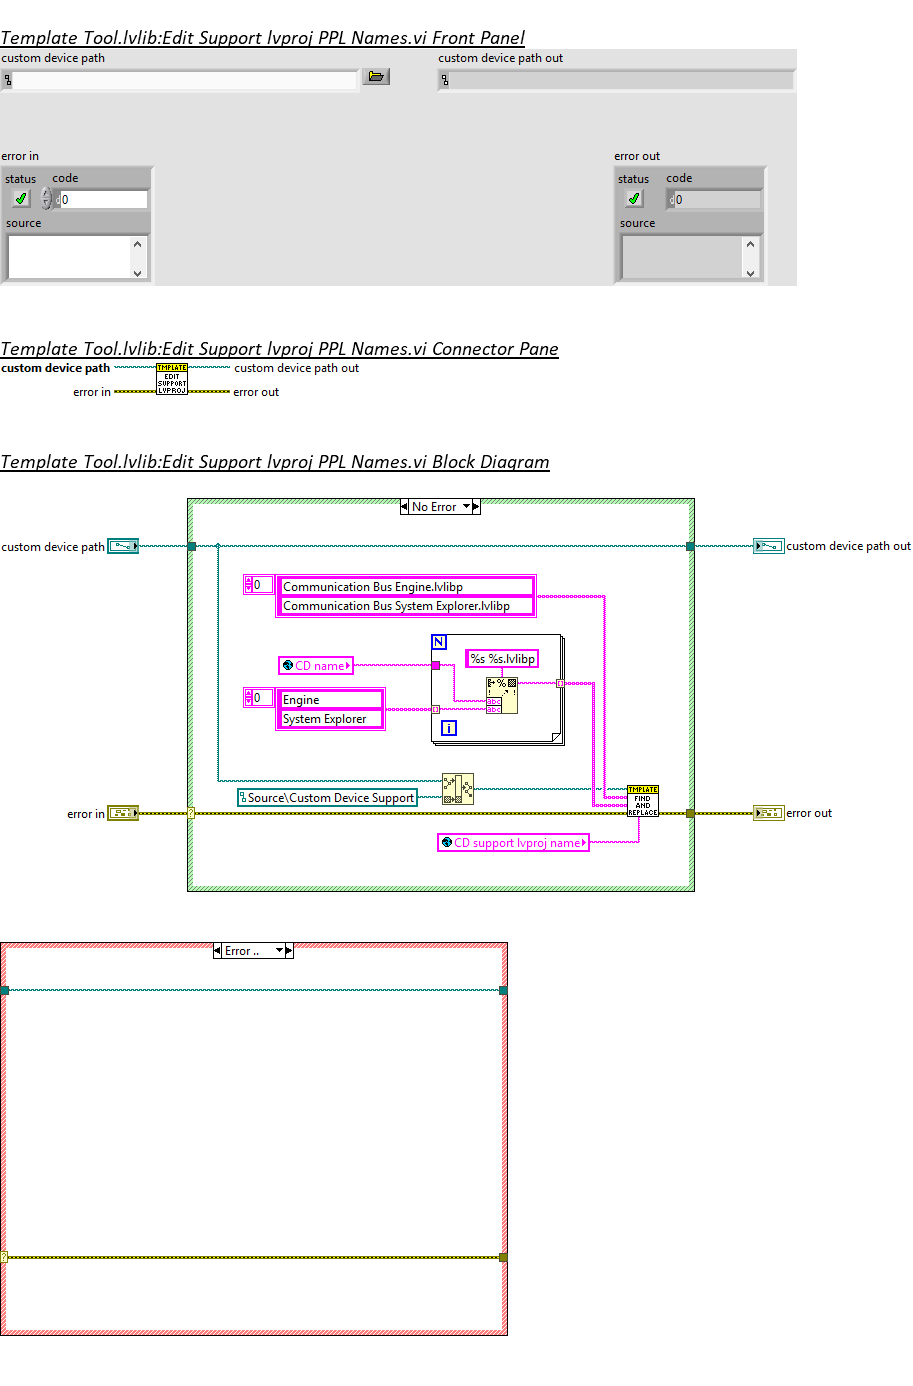 Template Tool.lvlib:Edit Support lvproj PPL Names.vi Front Panel
custom device path
custom device path out
error in
error out
status code
status code
0
0
source
source
Template Tool.lvlib:Edit Support lvproj PPL Names.vi Connector Pane
custom device path
TMPLATE
EDIT
SUPPORT
LVPROJ
custom device path out
error in
error out
Template Tool.lvlib:Edit Support lvproj PPL Names.vi Block Diagram
No Error
custom device path
custom device path out
0
Communication Bus Engine.lvlibp
Communication Bus System Explorer.lvlibp
N
%s %s.lvlibp
CD name
abc
abc
0
Engine
System Explorer
i
Source\Custom Device Support
TMPLATE
FIND
AND
REPLACE
error in
?
error out
CD support lvproj name
Error ..
?